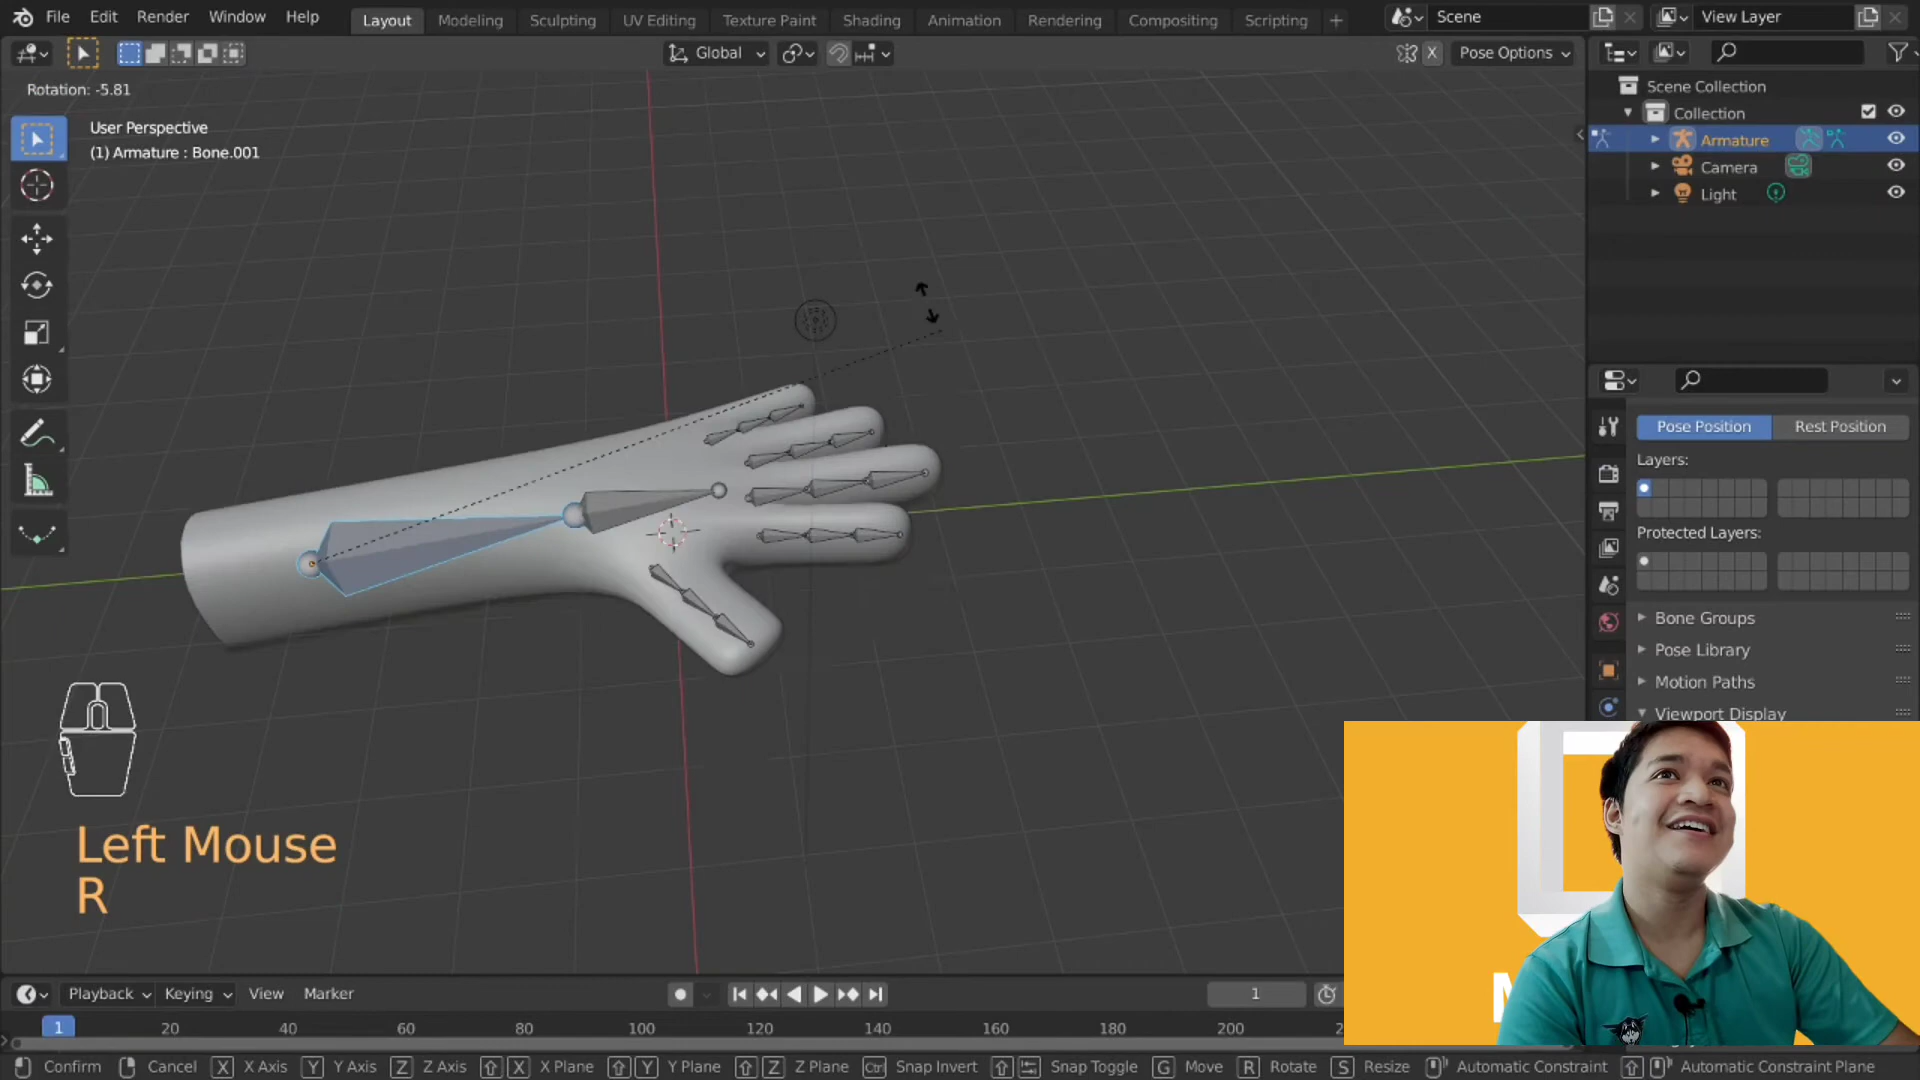 File Edit Render Window Help Layout Modeling Sculpting UV Editing Texture Paint Shading Animation Rendering Compositing Scripting + Scene View Layer
Global X Pose Options
Rotation: -5.81
User Perspective
(1) Armature : Bone.001
Scene Collection
Collection
Armature
Camera
Light
Pose Position Rest Position
Layers:
Protected Layers:
Bone Groups
Pose Library
Motion Paths
Viewport Display
Left Mouse
R
M
Playback Keying View Marker 1
1 20 40 60 80 100 120 140 160 180 200
Confirm Cancel X X Axis Y Y Axis Z Z Axis X X Plane Y Y Plane Z Z Plane Ctrl Snap Invert Snap Toggle G Move R Rotate S Resize Automatic Constraint Automatic Constraint Plane